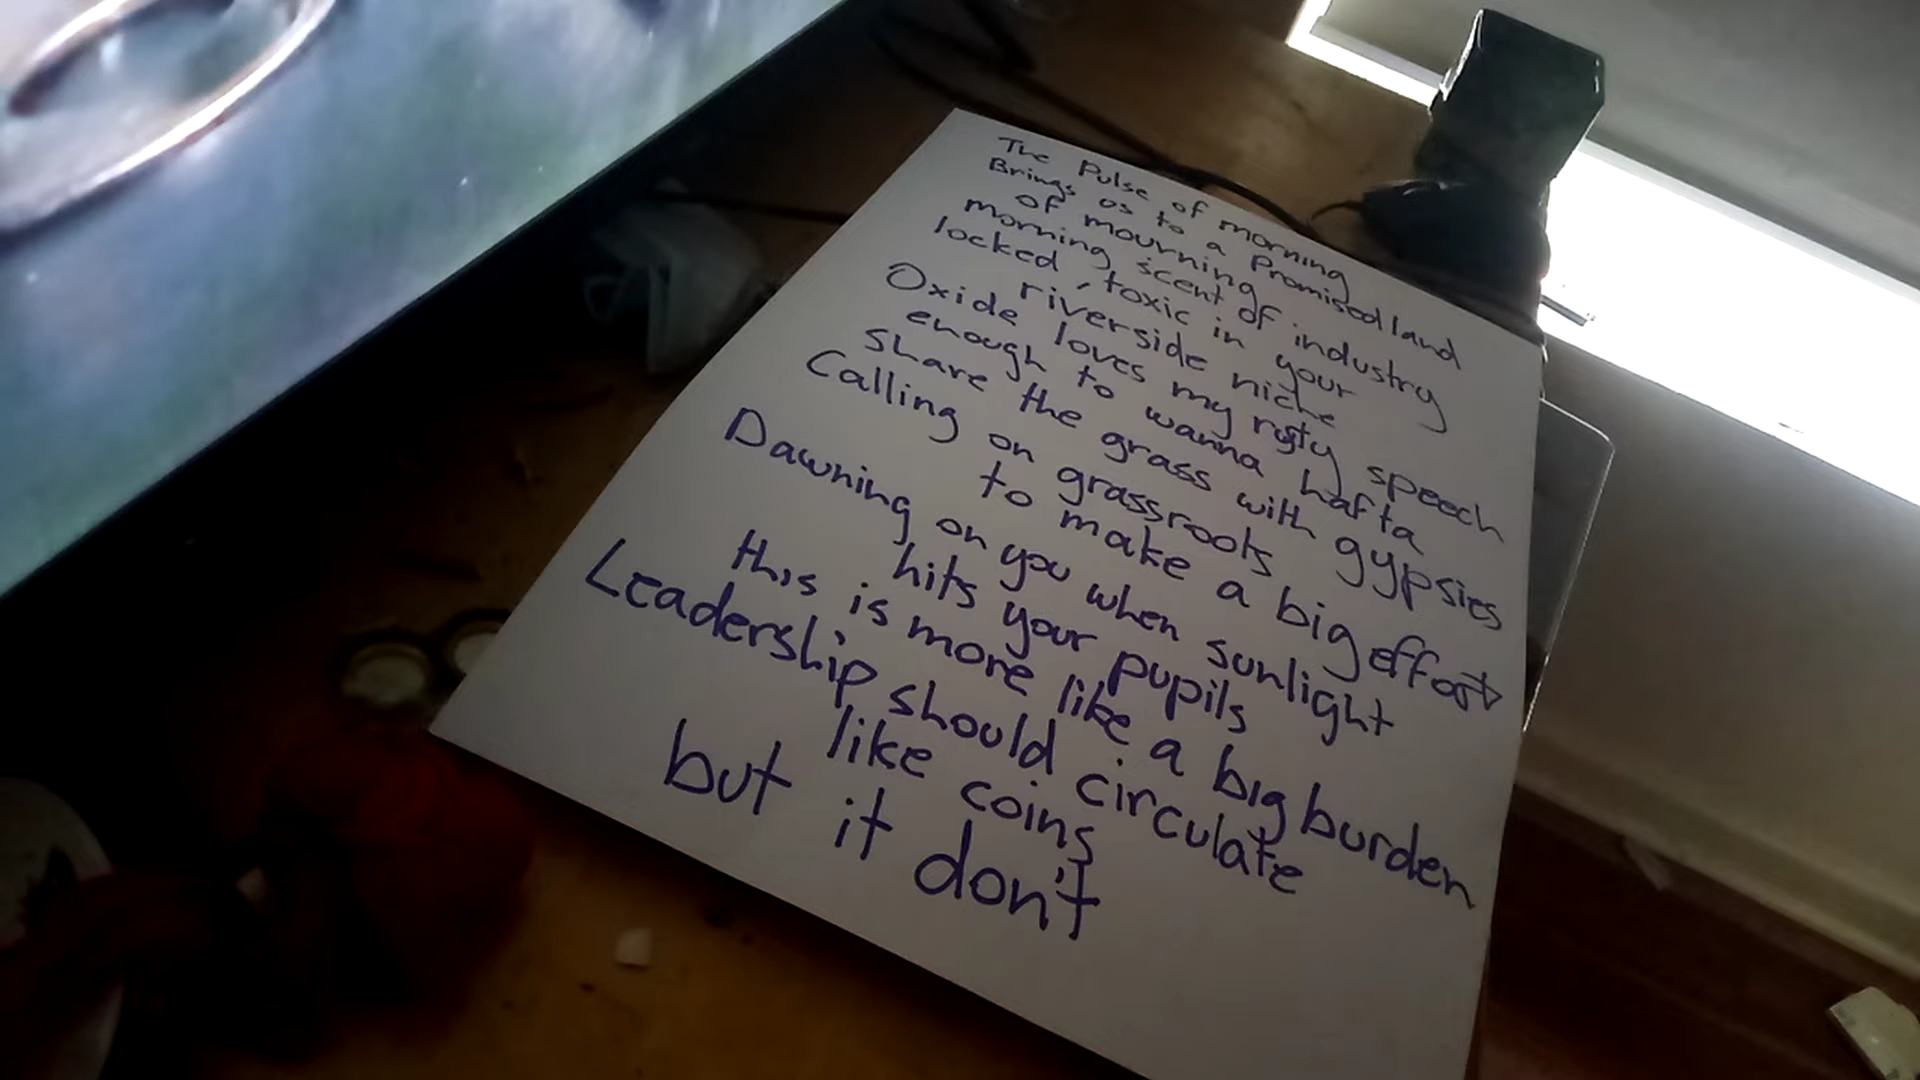 The Pulse of morning
Brings us to a Promised land
of mourning
morning scent of industry
locked, toxic in your
riverside niche
Oxide loves my rusty speech
enough to wanna hafta
share the grass with gypsies
Calling on grassroots
to make a big effort
Dawning on you when sunlight
hits your pupils
this is more like a big burden
Leadership should circulate
like coins
but it don't